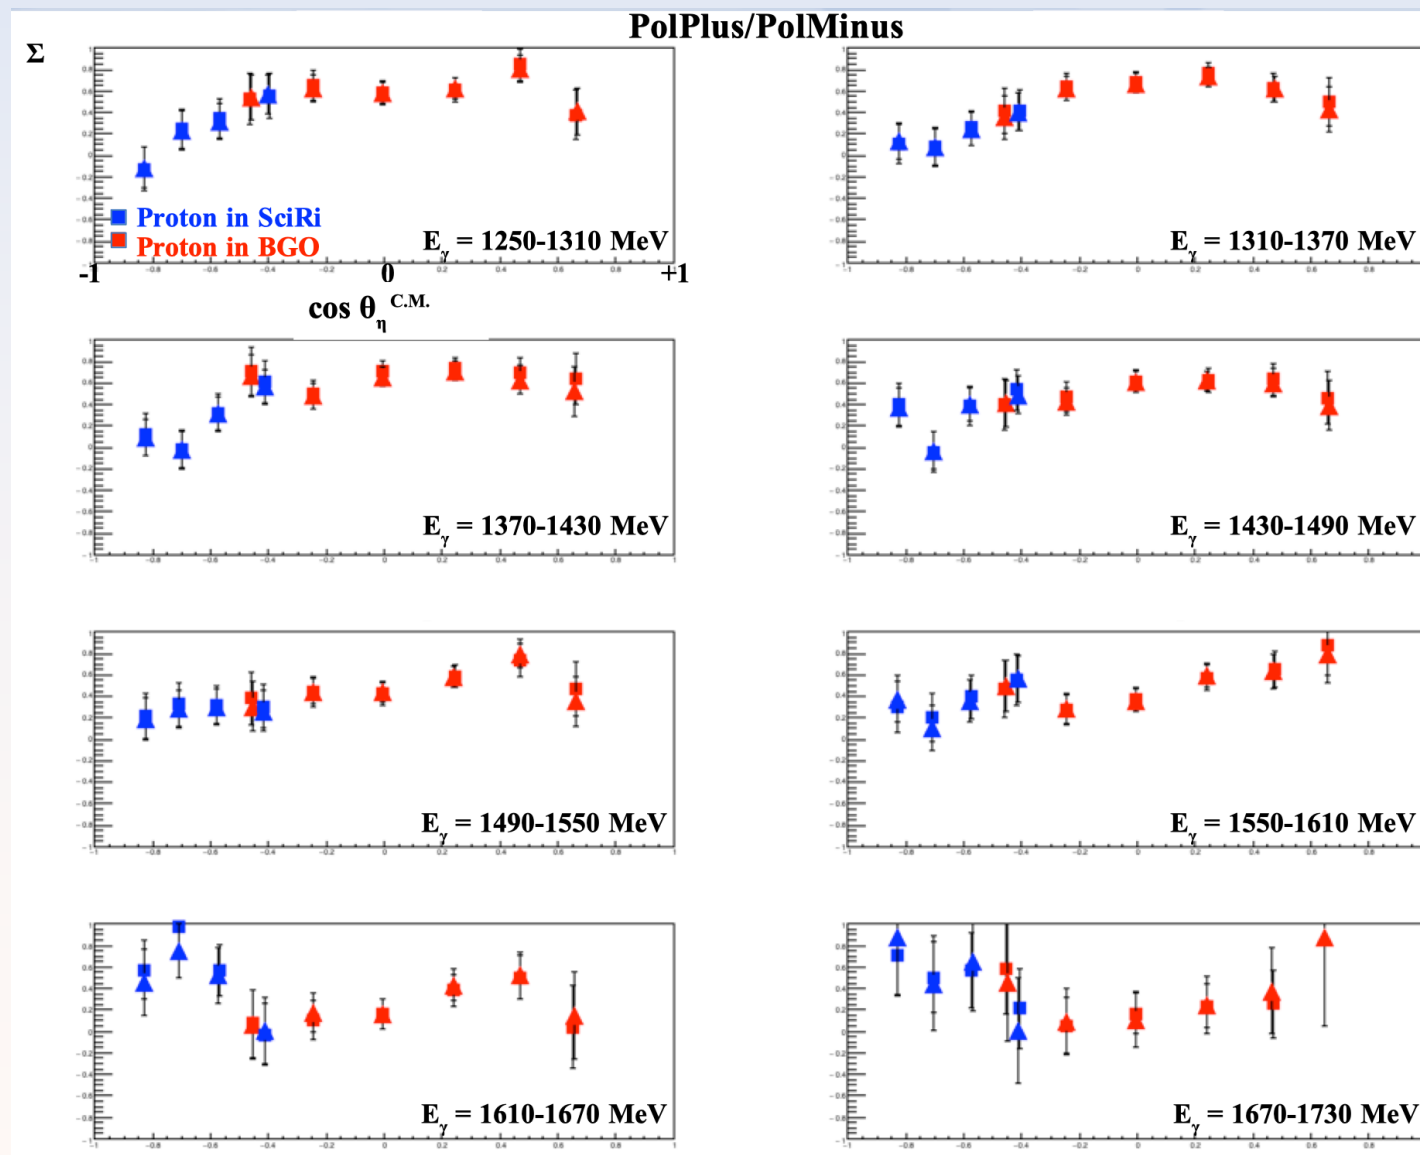 PolPlus/PolMinus
Σ
Proton in SciRi
Proton in BGO
Eγ = 1250-1310 MeV
-1 0 +1
cos θη C.M.
Eγ = 1310-1370 MeV
Eγ = 1370-1430 MeV
Eγ = 1430-1490 MeV
Eγ = 1490-1550 MeV
Eγ = 1550-1610 MeV
Eγ = 1610-1670 MeV
Eγ = 1670-1730 MeV